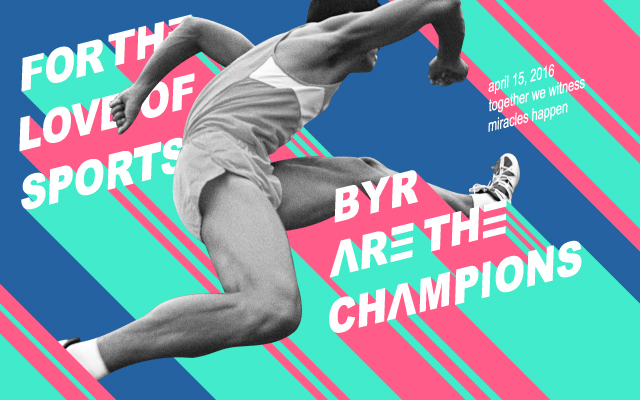 FOR THE
LOVE OF
SPORTS
april 15, 2016
together we witness
miracles happen
BYR
ARE THE
CHAMPIONS